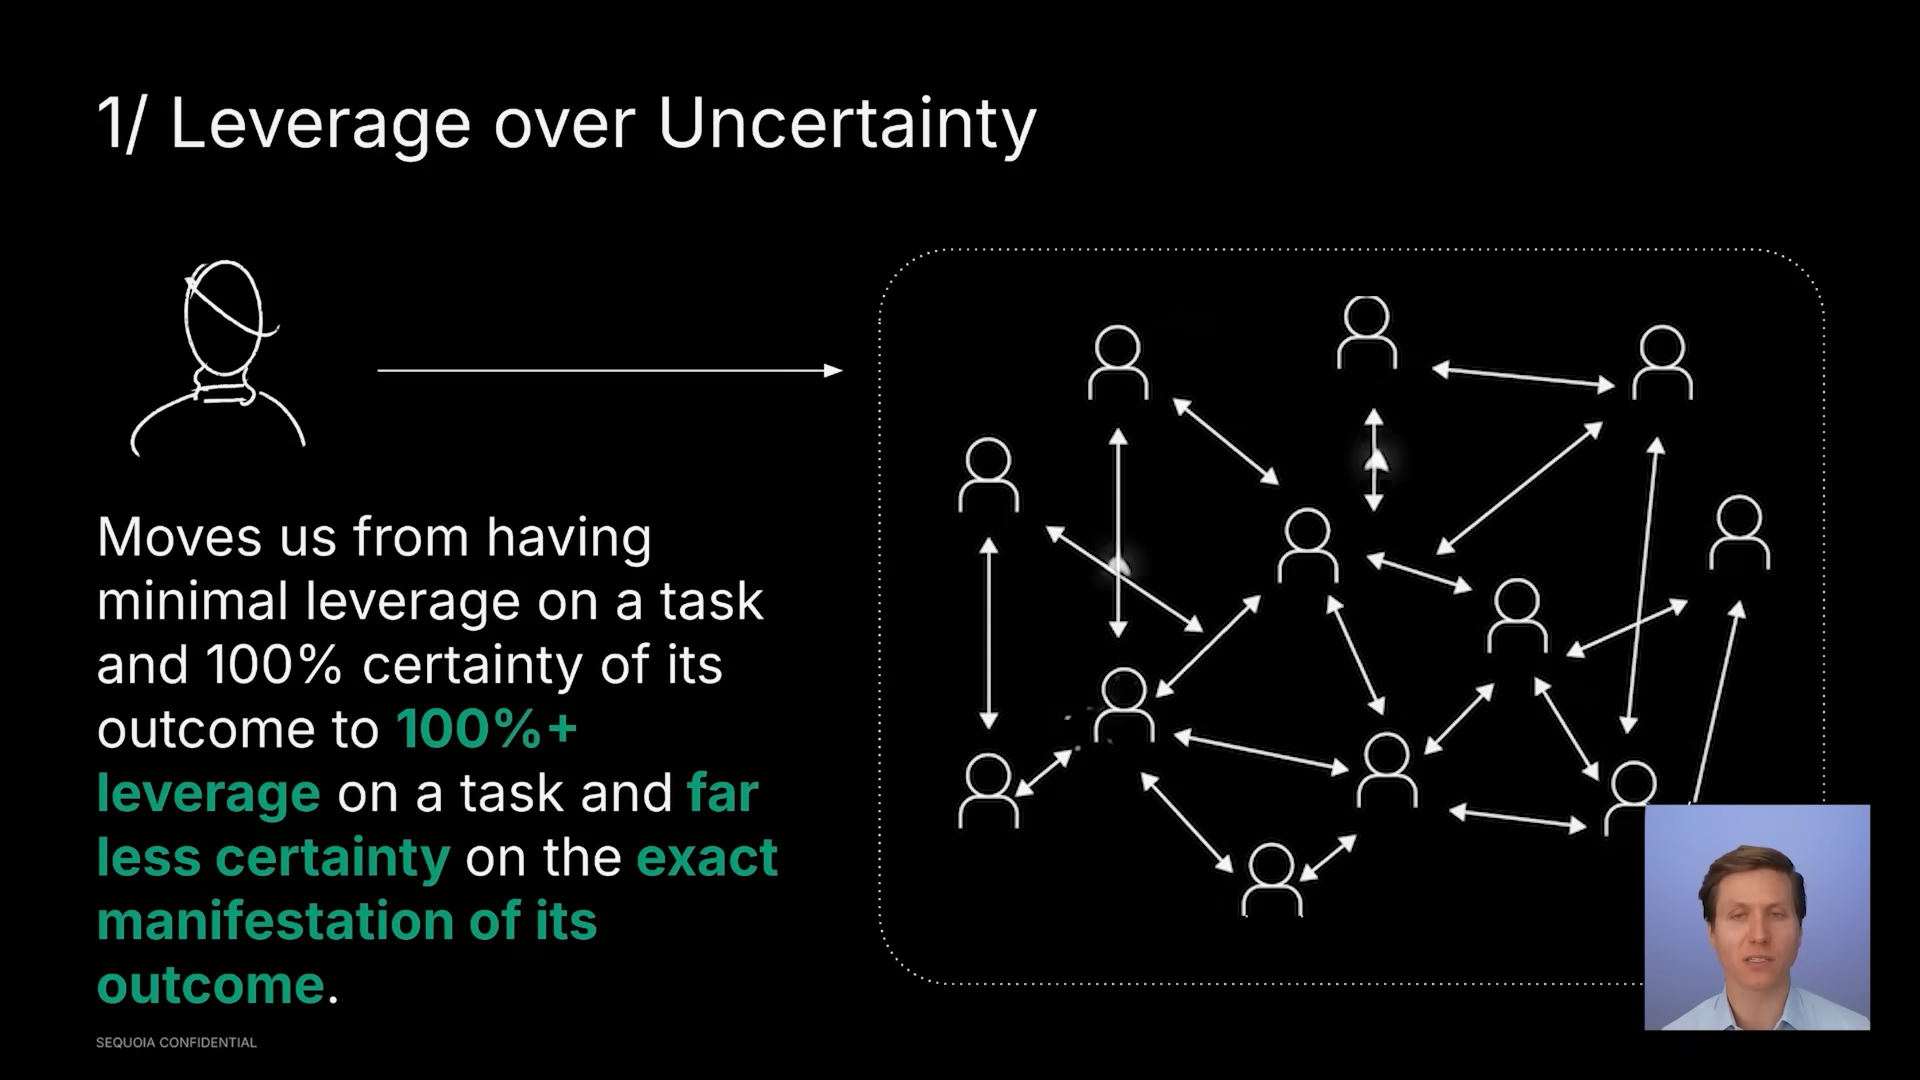 1/ Leverage over Uncertainty
Moves us from having
minimal leverage on a task
and 100% certainty of its
outcome to 100%+
leverage on a task and far
less certainty on the exact
manifestation of its
outcome.
SEQUOIA CONFIDENTIAL